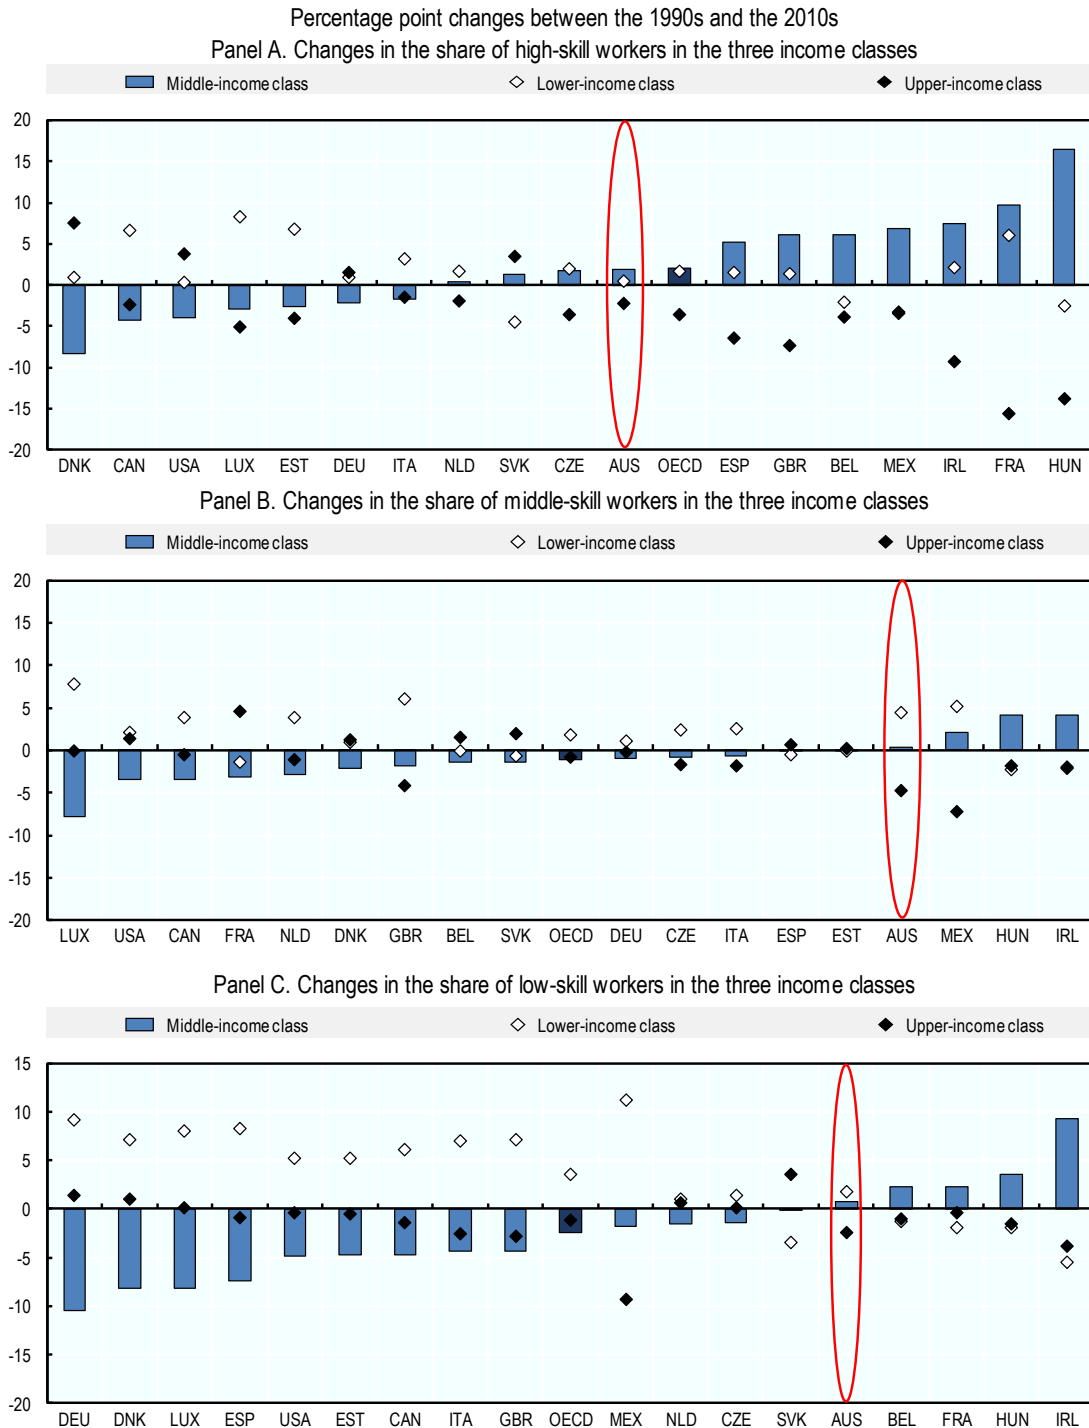 Percentage point changes between the 1990s and the 2010s
Panel A. Changes in the share of high-skill workers in the three income classes
Middle-income class Lower-income class Upper-income class
20
15
10
5
0
-5
-10
-15
-20
DNK CAN USA LUX EST DEU ITA NLD SVK CZE AUS OECD ESP GBR BEL MEX IRL FRA HUN
Panel B. Changes in the share of middle-skill workers in the three income classes
Middle-income class Lower-income class Upper-income class
20
15
10
5
0
-5
-10
-15
-20
LUX USA CAN FRA NLD DNK GBR BEL SVK OECD DEU CZE ITA ESP EST AUS MEX HUN IRL
Panel C. Changes in the share of low-skill workers in the three income classes
Middle-income class Lower-income class Upper-income class
15
10
5
0
-5
-10
-15
-20
DEU DNK LUX ESP USA EST CAN ITA GBR OECD MEX NLD CZE SVK AUS BEL FRA HUN IRL